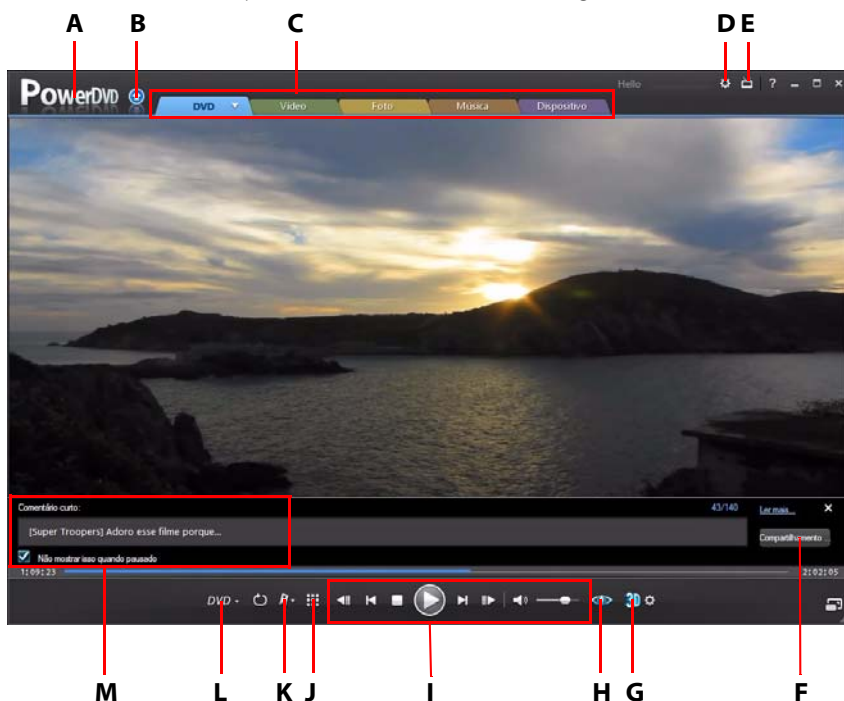 A B C D E
PowerDVD
Hello
?
DVD Vídeo Foto Música Dispositivo
Comentário curto:
43/140
Ler mais...
[Super Troopers] Adoro esse filme porque...
Compartilhamento ...
Não mostrar isso quando pausado
1:09:23
2:02:05
DVD
3D
M L K J I H G F